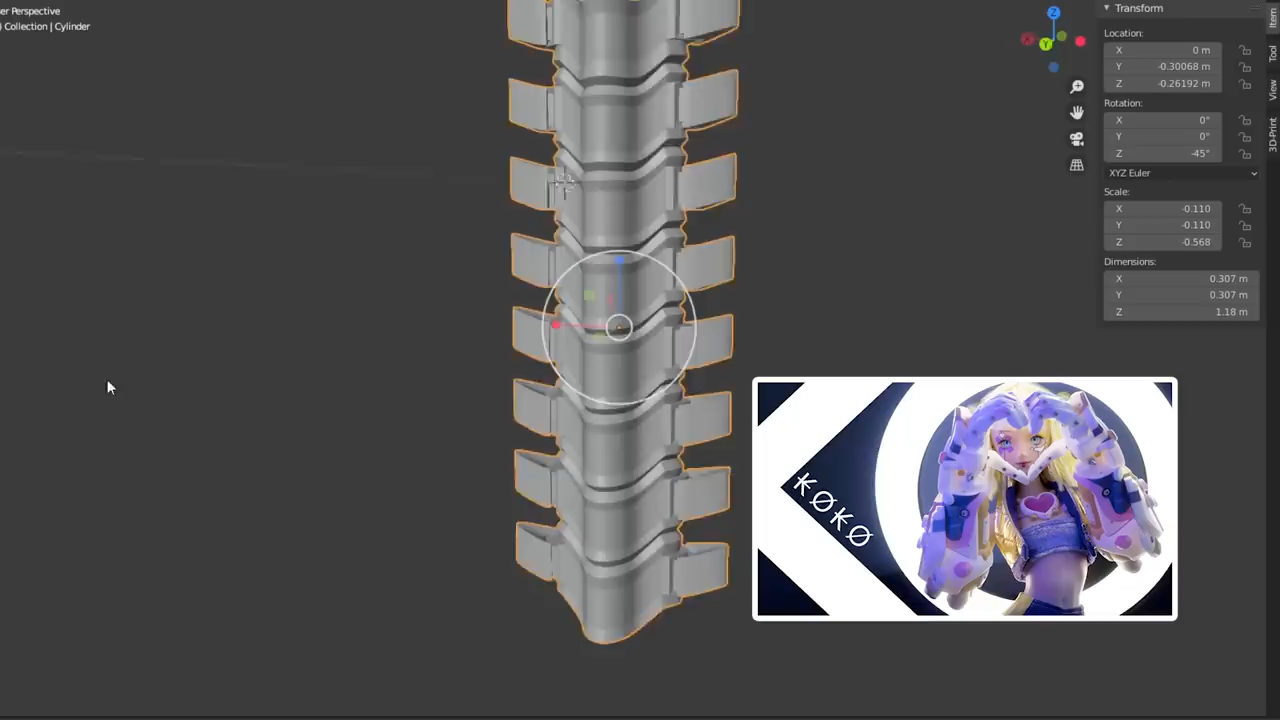 er Perspective
) Collection | Cylinder
Transform
Location:
X 0 m
Y -0.30068 m
Z -0.26192 m
Rotation:
X 0°
Y 0°
Z -45°
XYZ Euler
Scale:
X -0.110
Y -0.110
Z -0.568
Dimensions:
X 0.307 m
Y 0.307 m
Z 1.18 m
Item
Tool
View
3D-Print
Z
X
Y
KØKØ